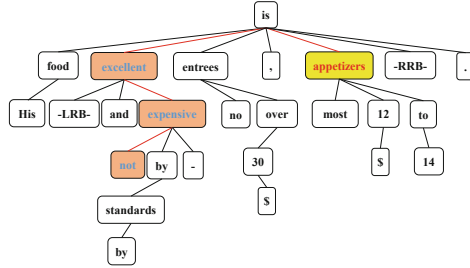 is
food excellent entrees , appetizers -RRB- .
His -LRB- and expensive no over most 12 to
not by - 30 $ 14
standards $
by